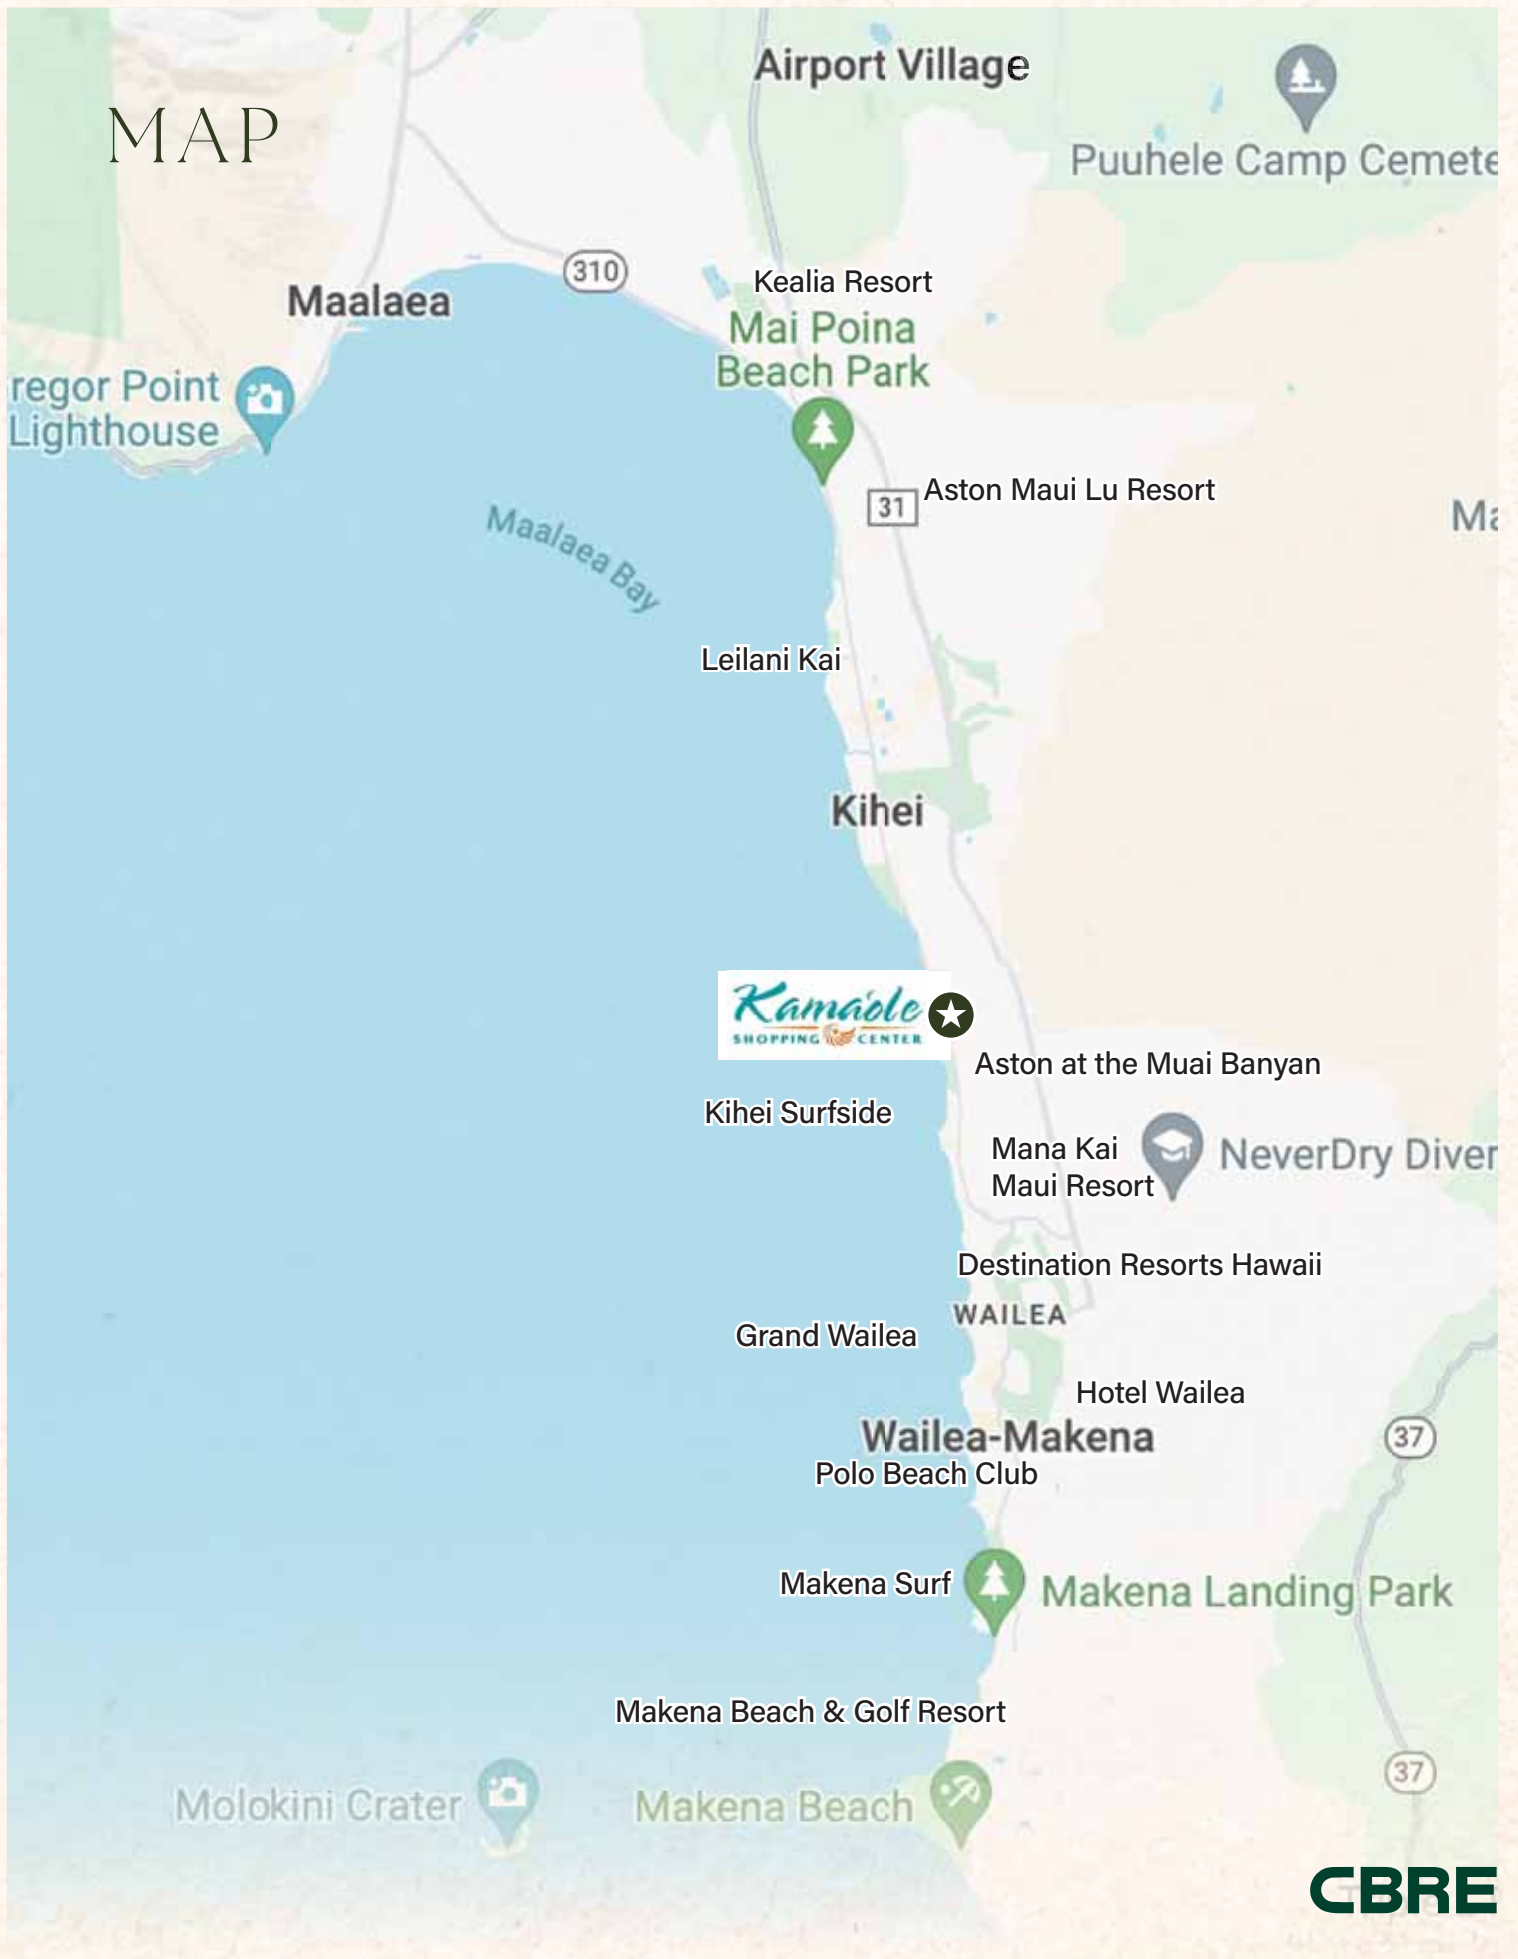 Airport Village
MAP
Puuhele Camp Cemete
310
Kealia Resort
Maalaea
Mai Poina
Beach Park
regor Point
Lighthouse
31
Aston Maui Lu Resort
Ma
Maalaea Bay
Leilani Kai
Kihei
Kama'ole
SHOPPING CENTER
Aston at the Muai Banyan
Kihei Surfside
Mana Kai
Maui Resort
NeverDry Diver
Destination Resorts Hawaii
WAILEA
Grand Wailea
Hotel Wailea
Wailea-Makena
37
Polo Beach Club
Makena Surf
Makena Landing Park
Makena Beach & Golf Resort
37
Molokini Crater
Makena Beach
CBRE